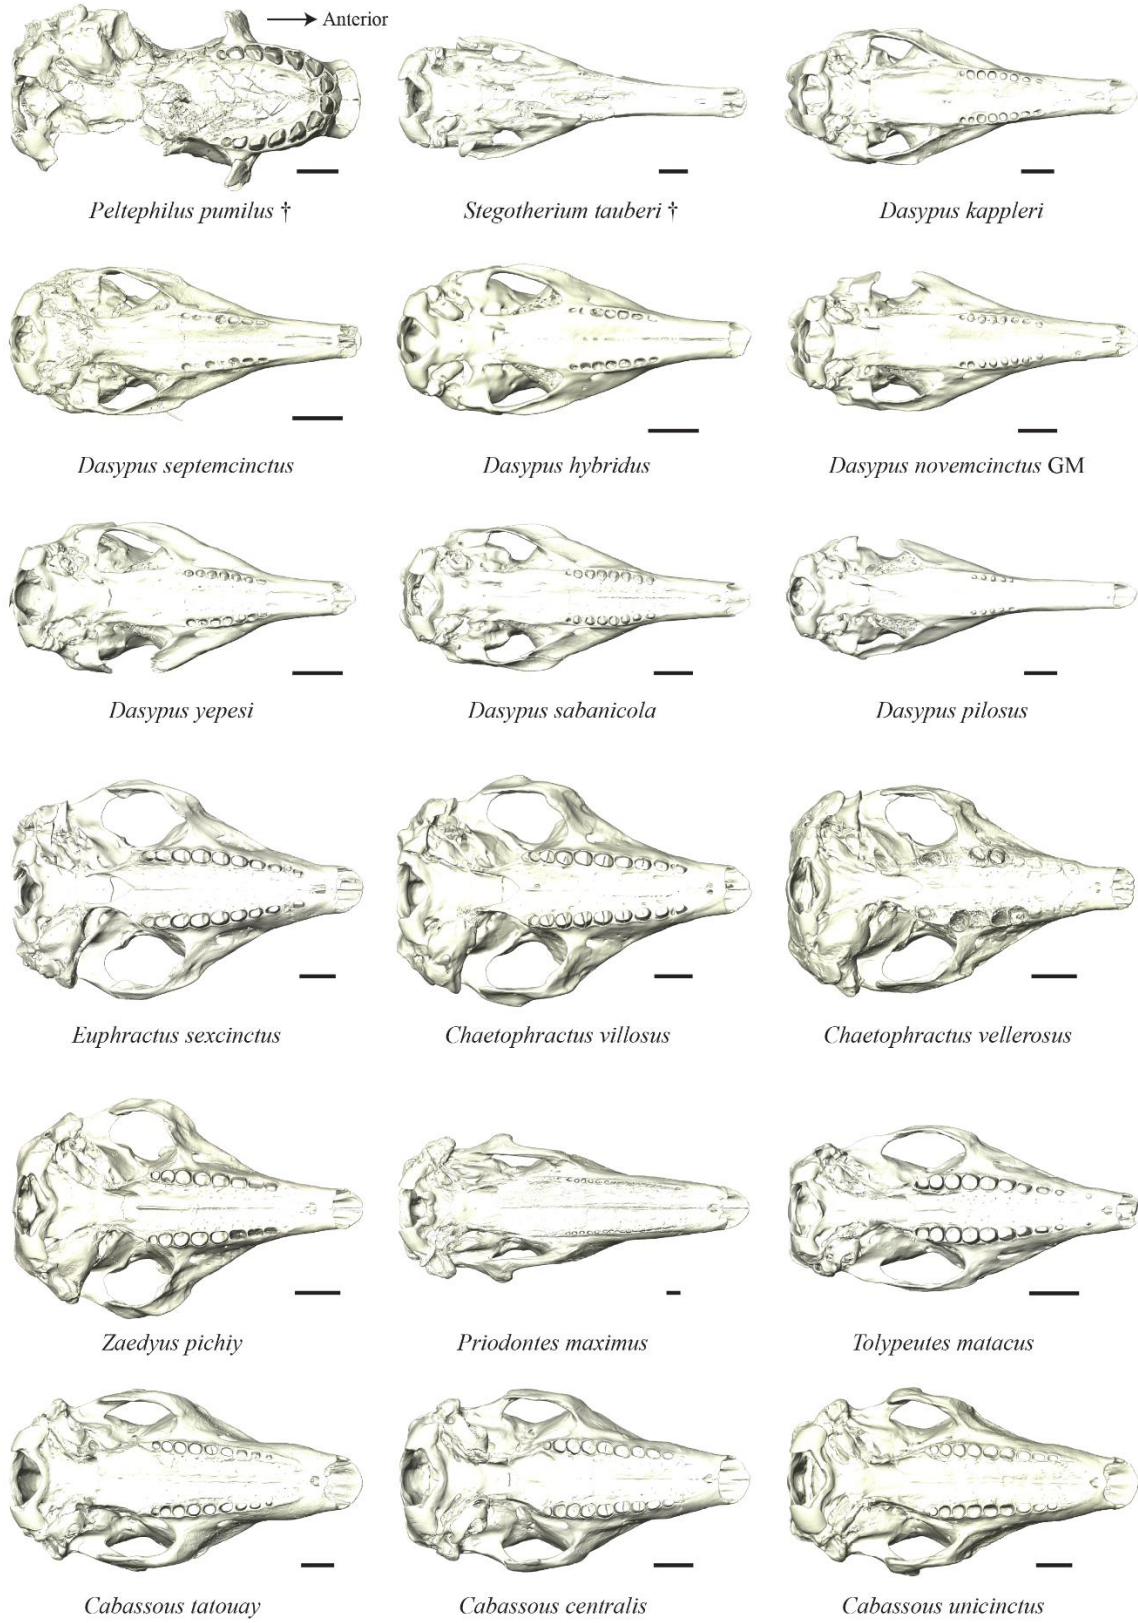 Anterior
Peltephilus pumilus †
Stegotherium tauberi †
Dasypus kappleri
Dasypus septemcinctus
Dasypus hybridus
Dasypus novemcinctus GM
Dasypus yepesi
Dasypus sabanicola
Dasypus pilosus
Euphractus sexcinctus
Chaetophractus villosus
Chaetophractus vellerosus
Zaedyus pichiy
Priodontes maximus
Tolypeutes matacus
Cabassous tatouay
Cabassous centralis
Cabassous unicinctus